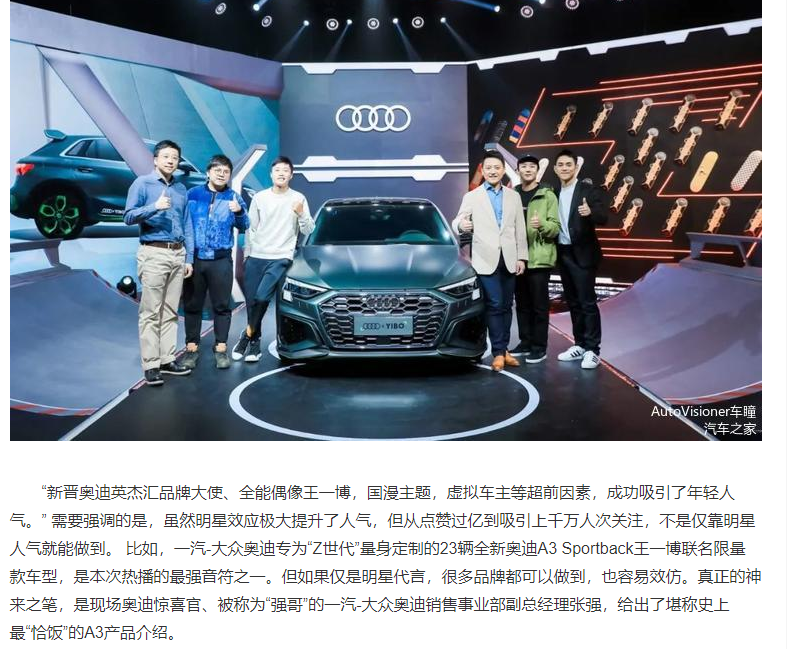 AUDI × YIBO
AutoVisioner车瞳
汽车之家
“新晋奥迪英杰汇品牌大使、全能偶像王一博，国漫主题，虚拟车主等超前因素，成功吸引了年轻人
气。” 需要强调的是，虽然明星效应极大提升了人气，但从点赞过亿到吸引上千万人次关注，不是仅靠明星
人气就能做到。 比如，一汽-大众奥迪专为“Z世代”量身定制的23辆全新奥迪A3 Sportback王一博联名限量
款车型，是本次热播的最强音符之一。但如果仅是明星代言，很多品牌都可以做到，也容易效仿。真正的神
来之笔，是现场奥迪惊喜官、被称为“强哥”的一汽-大众奥迪销售事业部副总经理张强，给出了堪称史上
最“恰饭”的A3产品介绍。